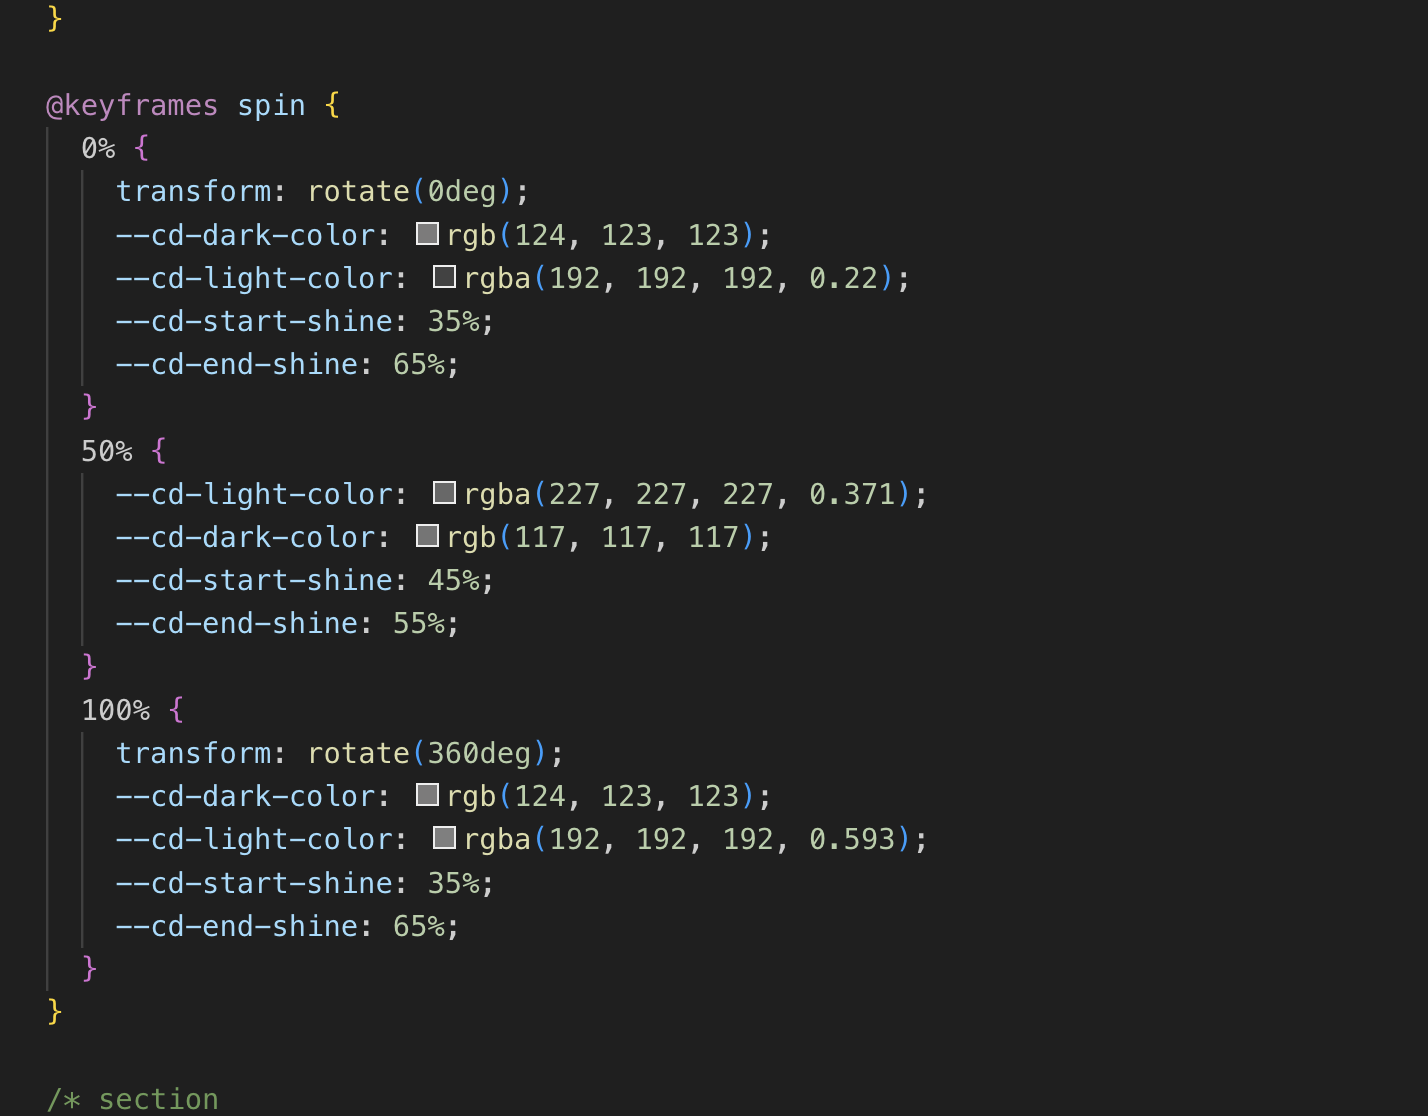 }
@keyframes spin {
0% {
transform: rotate(0deg);
--cd-dark-color: rgb(124, 123, 123);
--cd-light-color: rgba(192, 192, 192, 0.22);
--cd-start-shine: 35%;
--cd-end-shine: 65%;
}
50% {
--cd-light-color: rgba(227, 227, 227, 0.371);
--cd-dark-color: rgb(117, 117, 117);
--cd-start-shine: 45%;
--cd-end-shine: 55%;
}
100% {
transform: rotate(360deg);
--cd-dark-color: rgb(124, 123, 123);
--cd-light-color: rgba(192, 192, 192, 0.593);
--cd-start-shine: 35%;
--cd-end-shine: 65%;
}
}
/* section